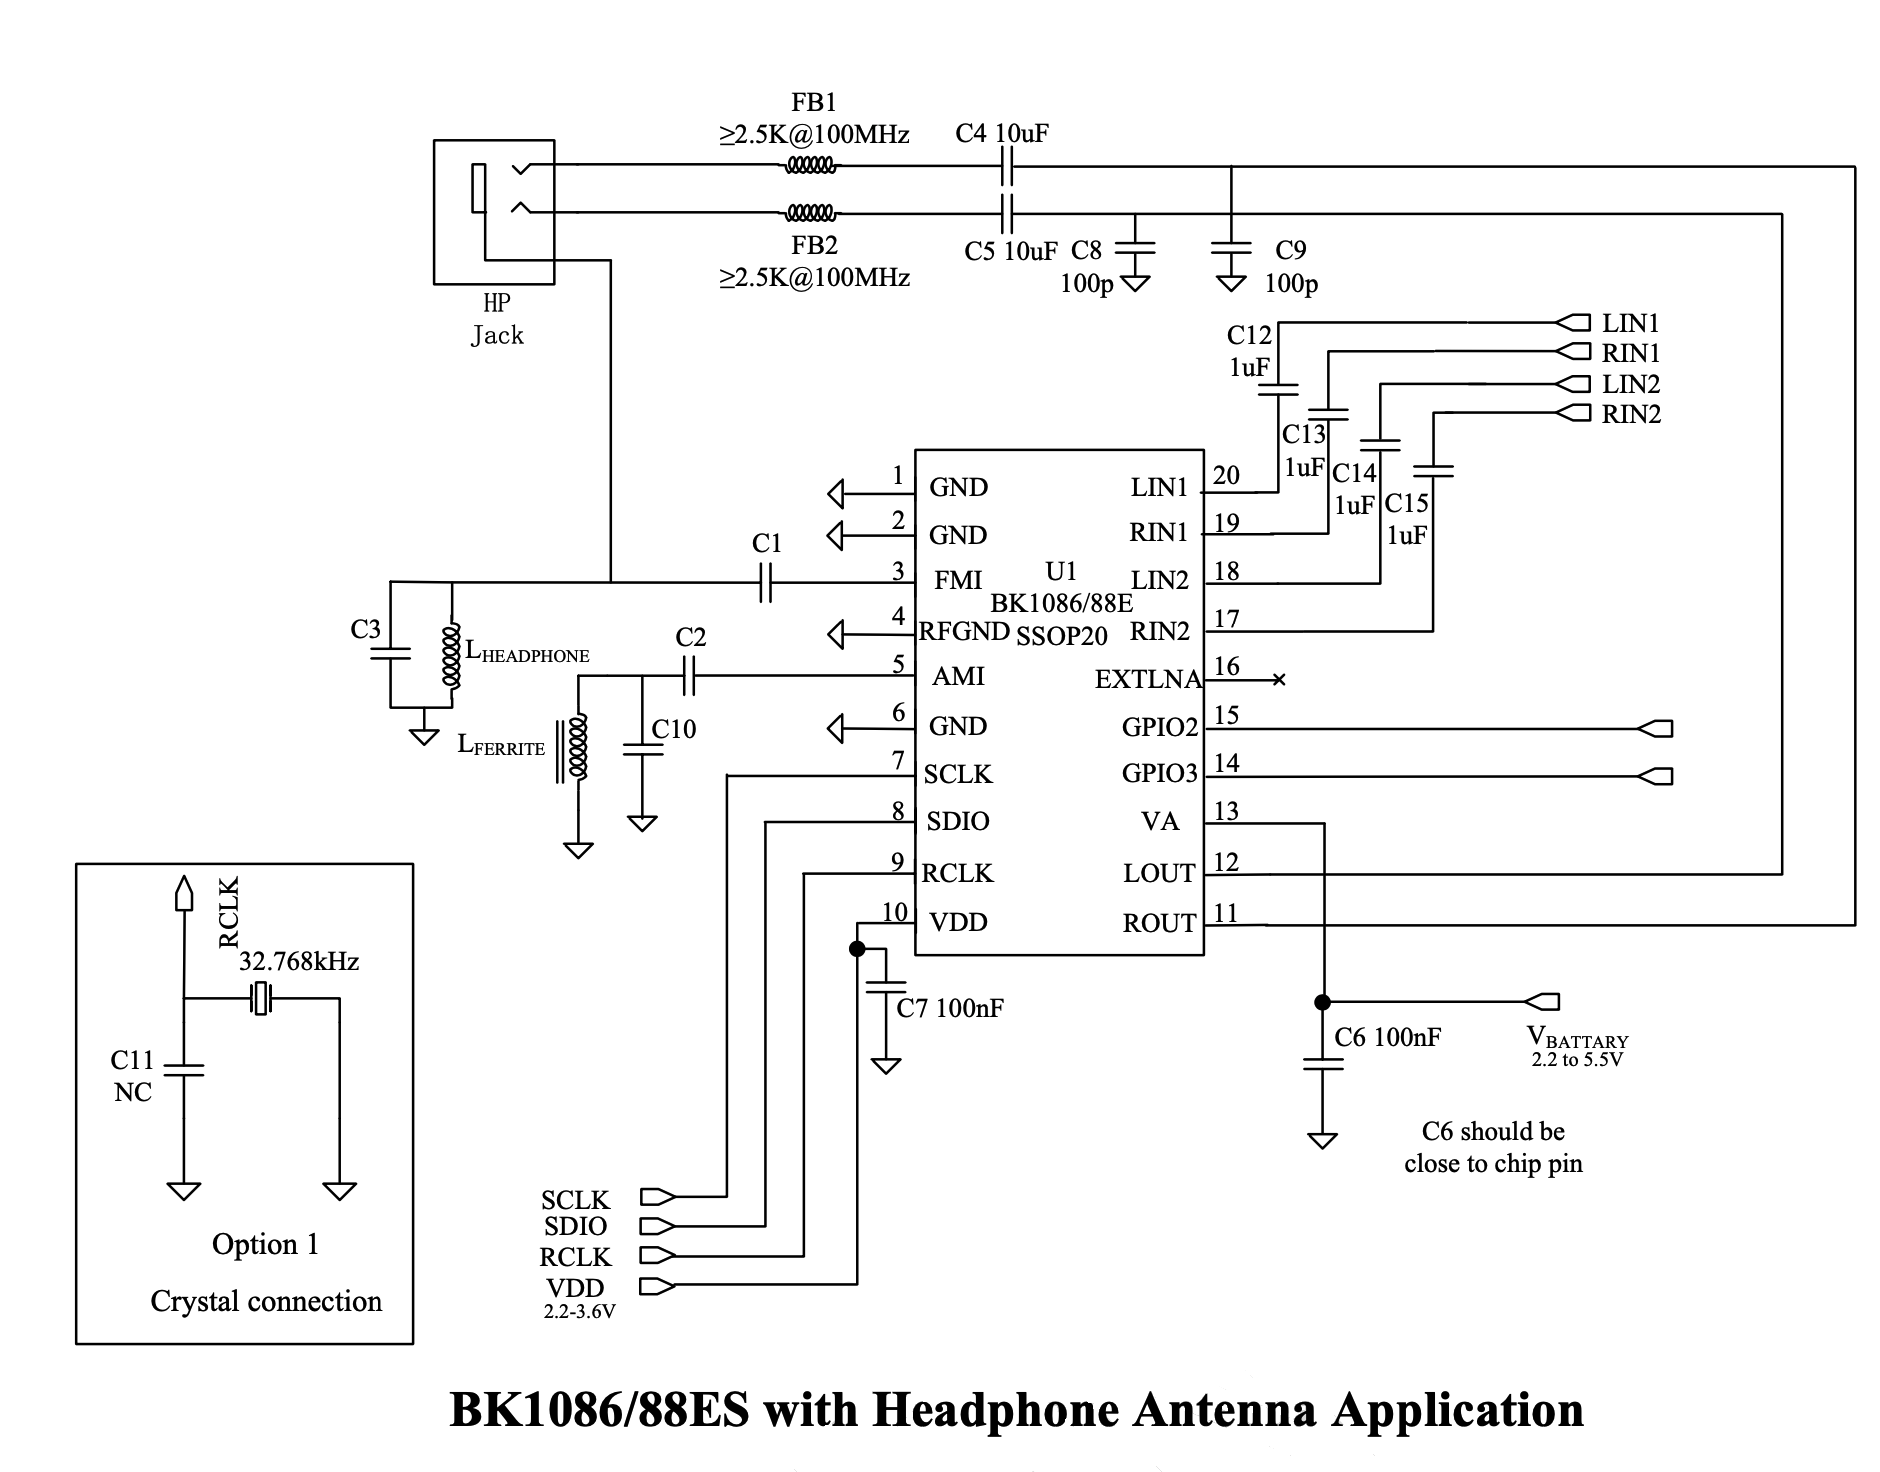 FB1
≥2.5K@100MHz
C4 10uF
FB2
≥2.5K@100MHz
C5 10uF
C8
100p
C9
100p
HP
Jack
LIN1
RIN1
LIN2
RIN2
C12
1uF
C13
1uF
C14
1uF
C15
1uF
1 GND
2 GND
3 FMI
4 RFGND
5 AMI
6 GND
7 SCLK
8 SDIO
9 RCLK
10 VDD
U1
BK1086/88E
SSOP20
LIN1 20
RIN1 19
LIN2 18
RIN2 17
EXTLNA 16
GPIO2 15
GPIO3 14
VA 13
LOUT 12
ROUT 11
C1
C3
LHEADPHONE
C2
LFERRITE
C10
C7 100nF
C6 100nF
VBATTARY
2.2 to 5.5V
C6 should be
close to chip pin
RCLK
32.768kHz
C11
NC
Option 1
Crystal connection
SCLK
SDIO
RCLK
VDD
2.2-3.6V
BK1086/88ES with Headphone Antenna Application